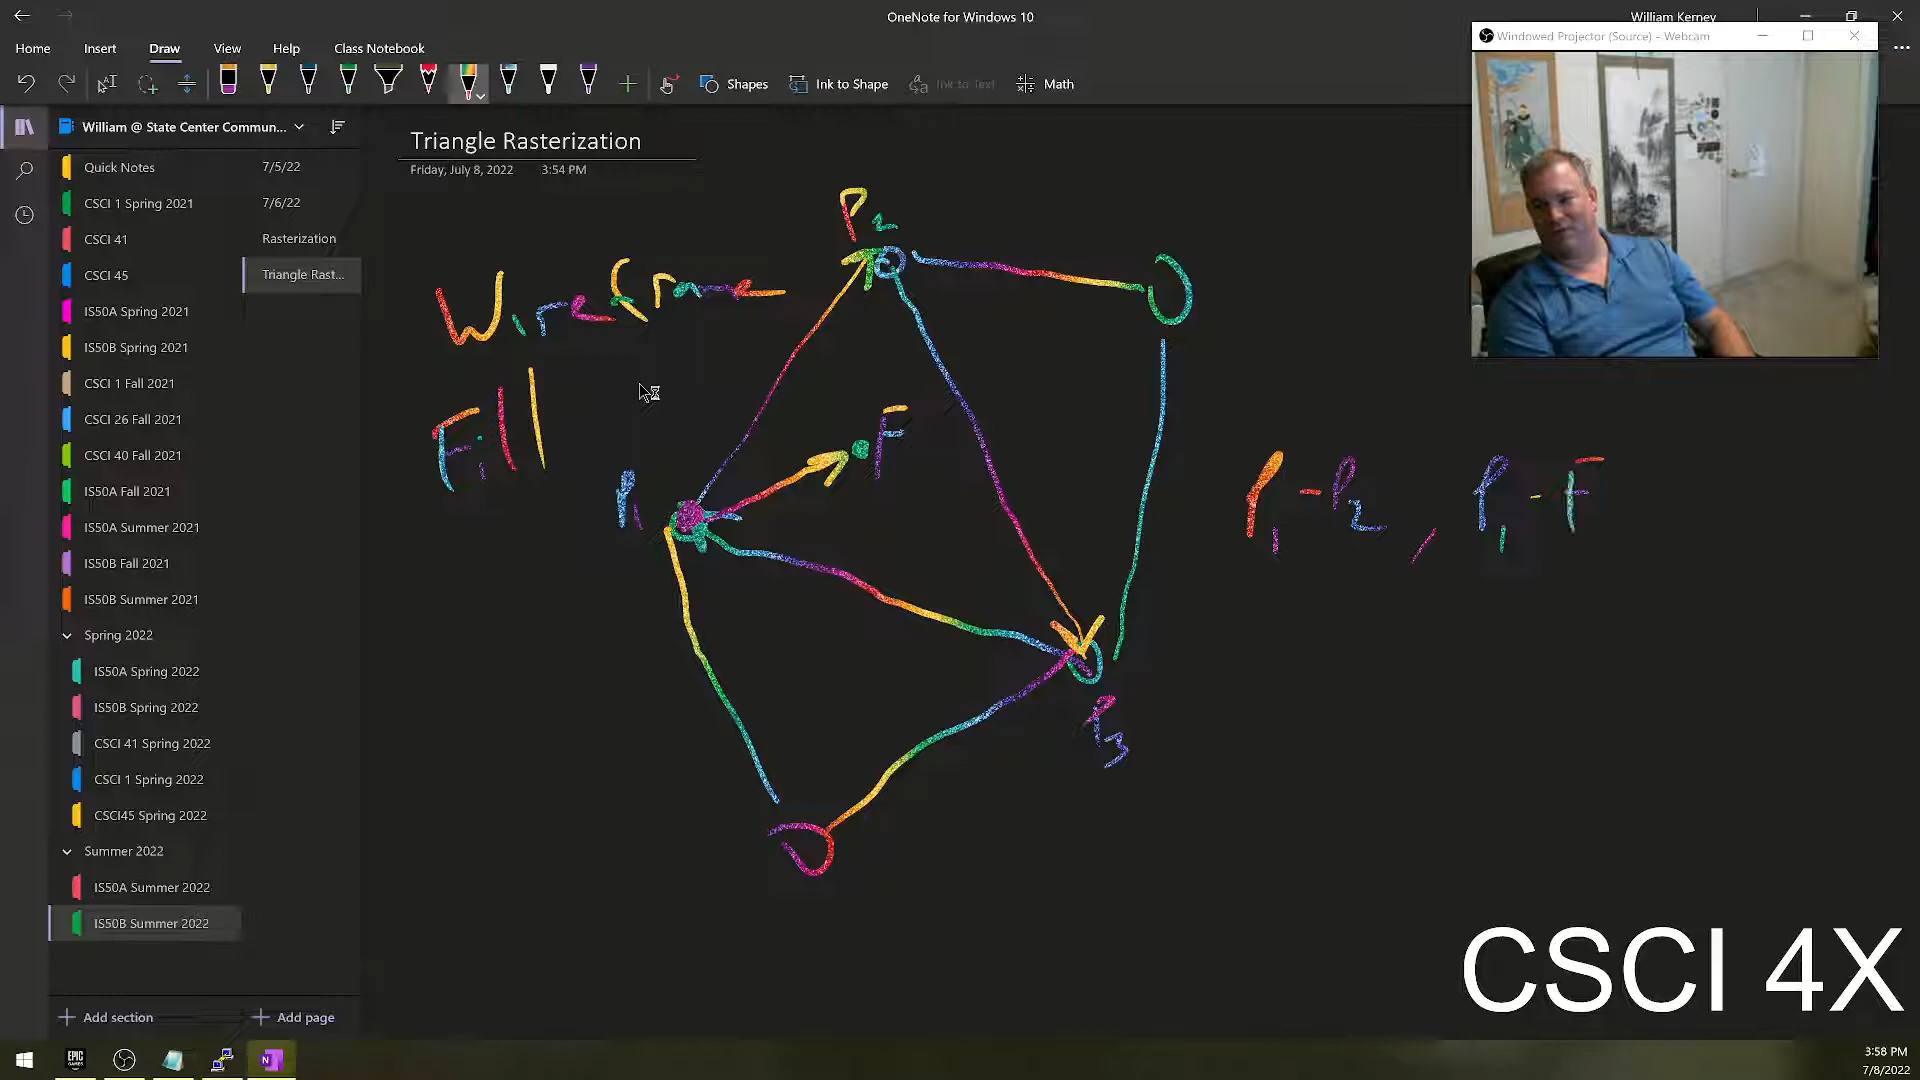 OneNote for Windows 10
William Kerney
Windowed Projector (Source) - Webcam
Home Insert Draw View Help Class Notebook
Shapes Ink to Shape Ink to Text Math
William @ State Center Commun...
Quick Notes
CSCI 1 Spring 2021
CSCI 41
CSCI 45
IS50A Spring 2021
IS50B Spring 2021
CSCI 1 Fall 2021
CSCI 26 Fall 2021
CSCI 40 Fall 2021
IS50A Fall 2021
IS50A Summer 2021
IS50B Fall 2021
IS50B Summer 2021
Spring 2022
IS50A Spring 2022
IS50B Spring 2022
CSCI 41 Spring 2022
CSCI 1 Spring 2022
CSCI45 Spring 2022
Summer 2022
IS50A Summer 2022
IS50B Summer 2022
Add section
7/5/22
7/6/22
Rasterization
Triangle Rast...
Add page
Triangle Rasterization
Friday, July 8, 2022 3:54 PM
Wireframe
Fill
P2
F
P1
P3
P1 - P2 , P1 - F
CSCI 4X
EPIC GAMES
N
3:58 PM
7/8/2022